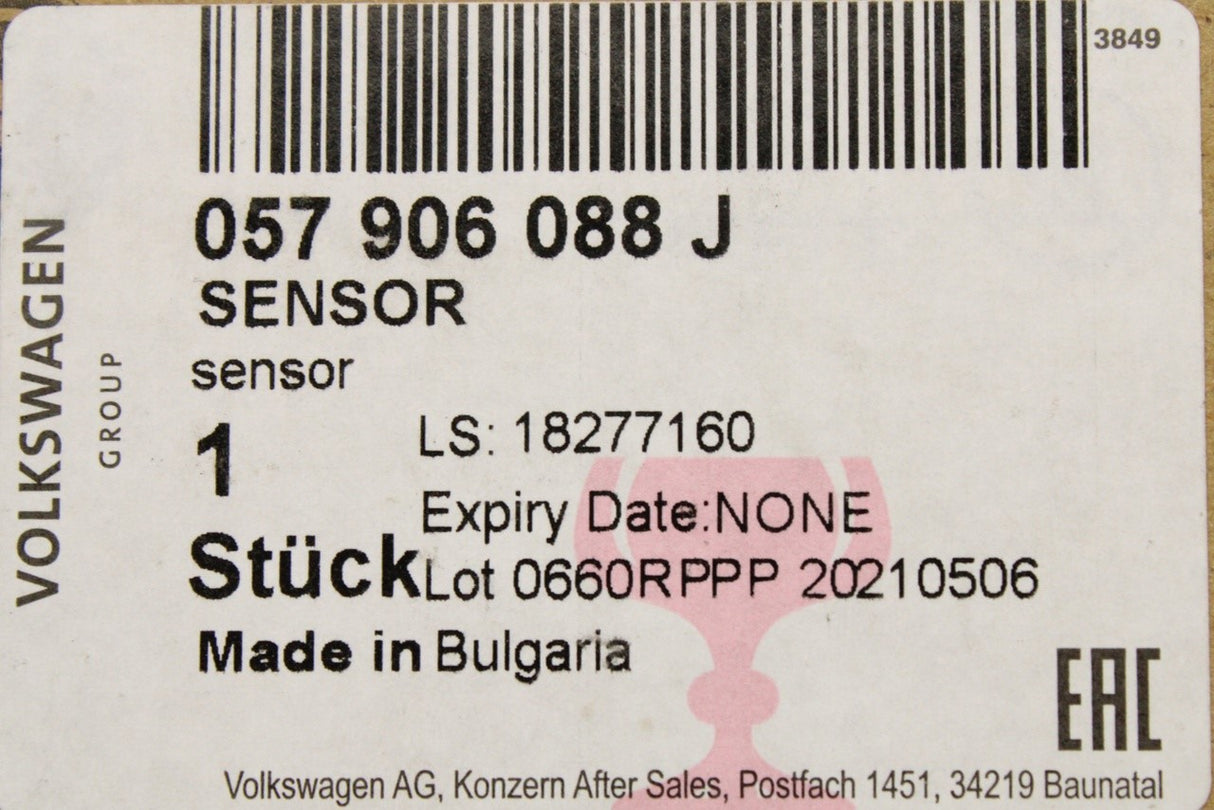 3849
057 906 088 J
SENSOR
sensor
1
LS: 18277160
Expiry Date:NONE
Stück
Lot 0660RPPP 20210506
Made in Bulgaria
VOLKSWAGEN
GROUP
EAC
Volkswagen AG, Konzern After Sales, Postfach 1451, 34219 Baunatal